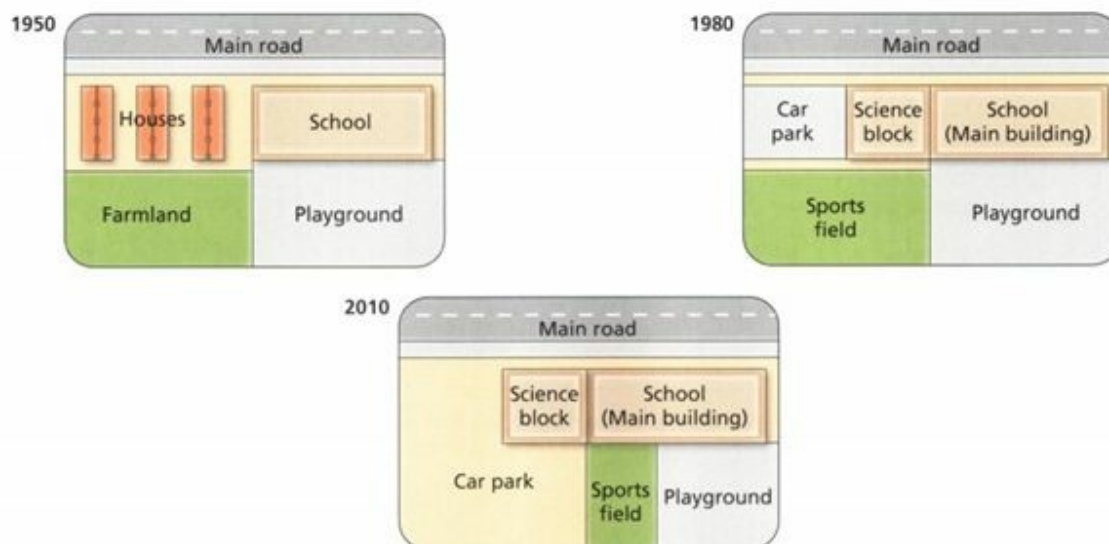 1950
Main road
Houses
School
Farmland
Playground
1980
Main road
Car
park
Science
block
School
(Main building)
Sports
field
Playground
2010
Main road
Science
block
School
(Main building)
Car park
Sports
field
Playground